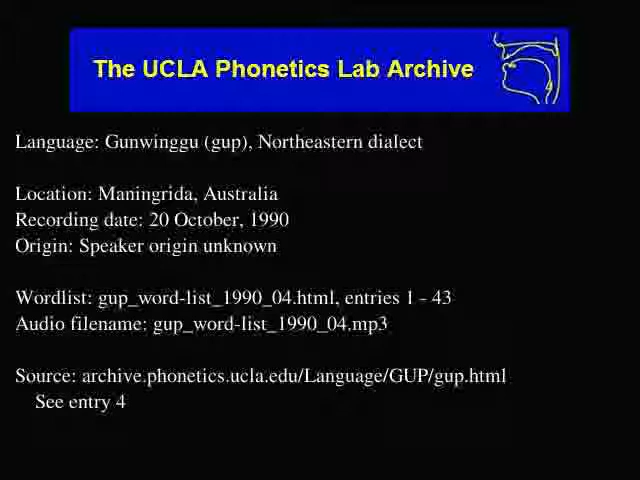 The UCLA Phonetics Lab Archive
Language: Gunwinggu (gup), Northeastern dialect
Location: Maningrida, Australia
Recording date: 20 October, 1990
Origin: Speaker origin unknown
Wordlist: gup_word-list_1990_04.html, entries 1 - 43
Audio filename: gup_word-list_1990_04.mp3
Source: archive.phonetics.ucla.edu/Language/GUP/gup.html
See entry 4